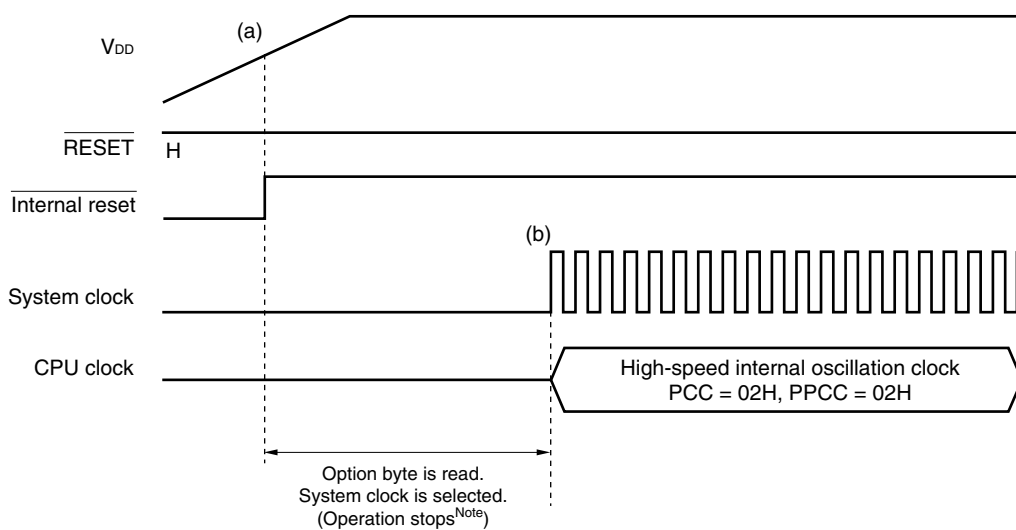 (a)
VDD
RESET
H
Internal reset
(b)
System clock
CPU clock
High-speed internal oscillation clock
PCC = 02H, PPCC = 02H
Option byte is read.
System clock is selected.
(Operation stopsNote)